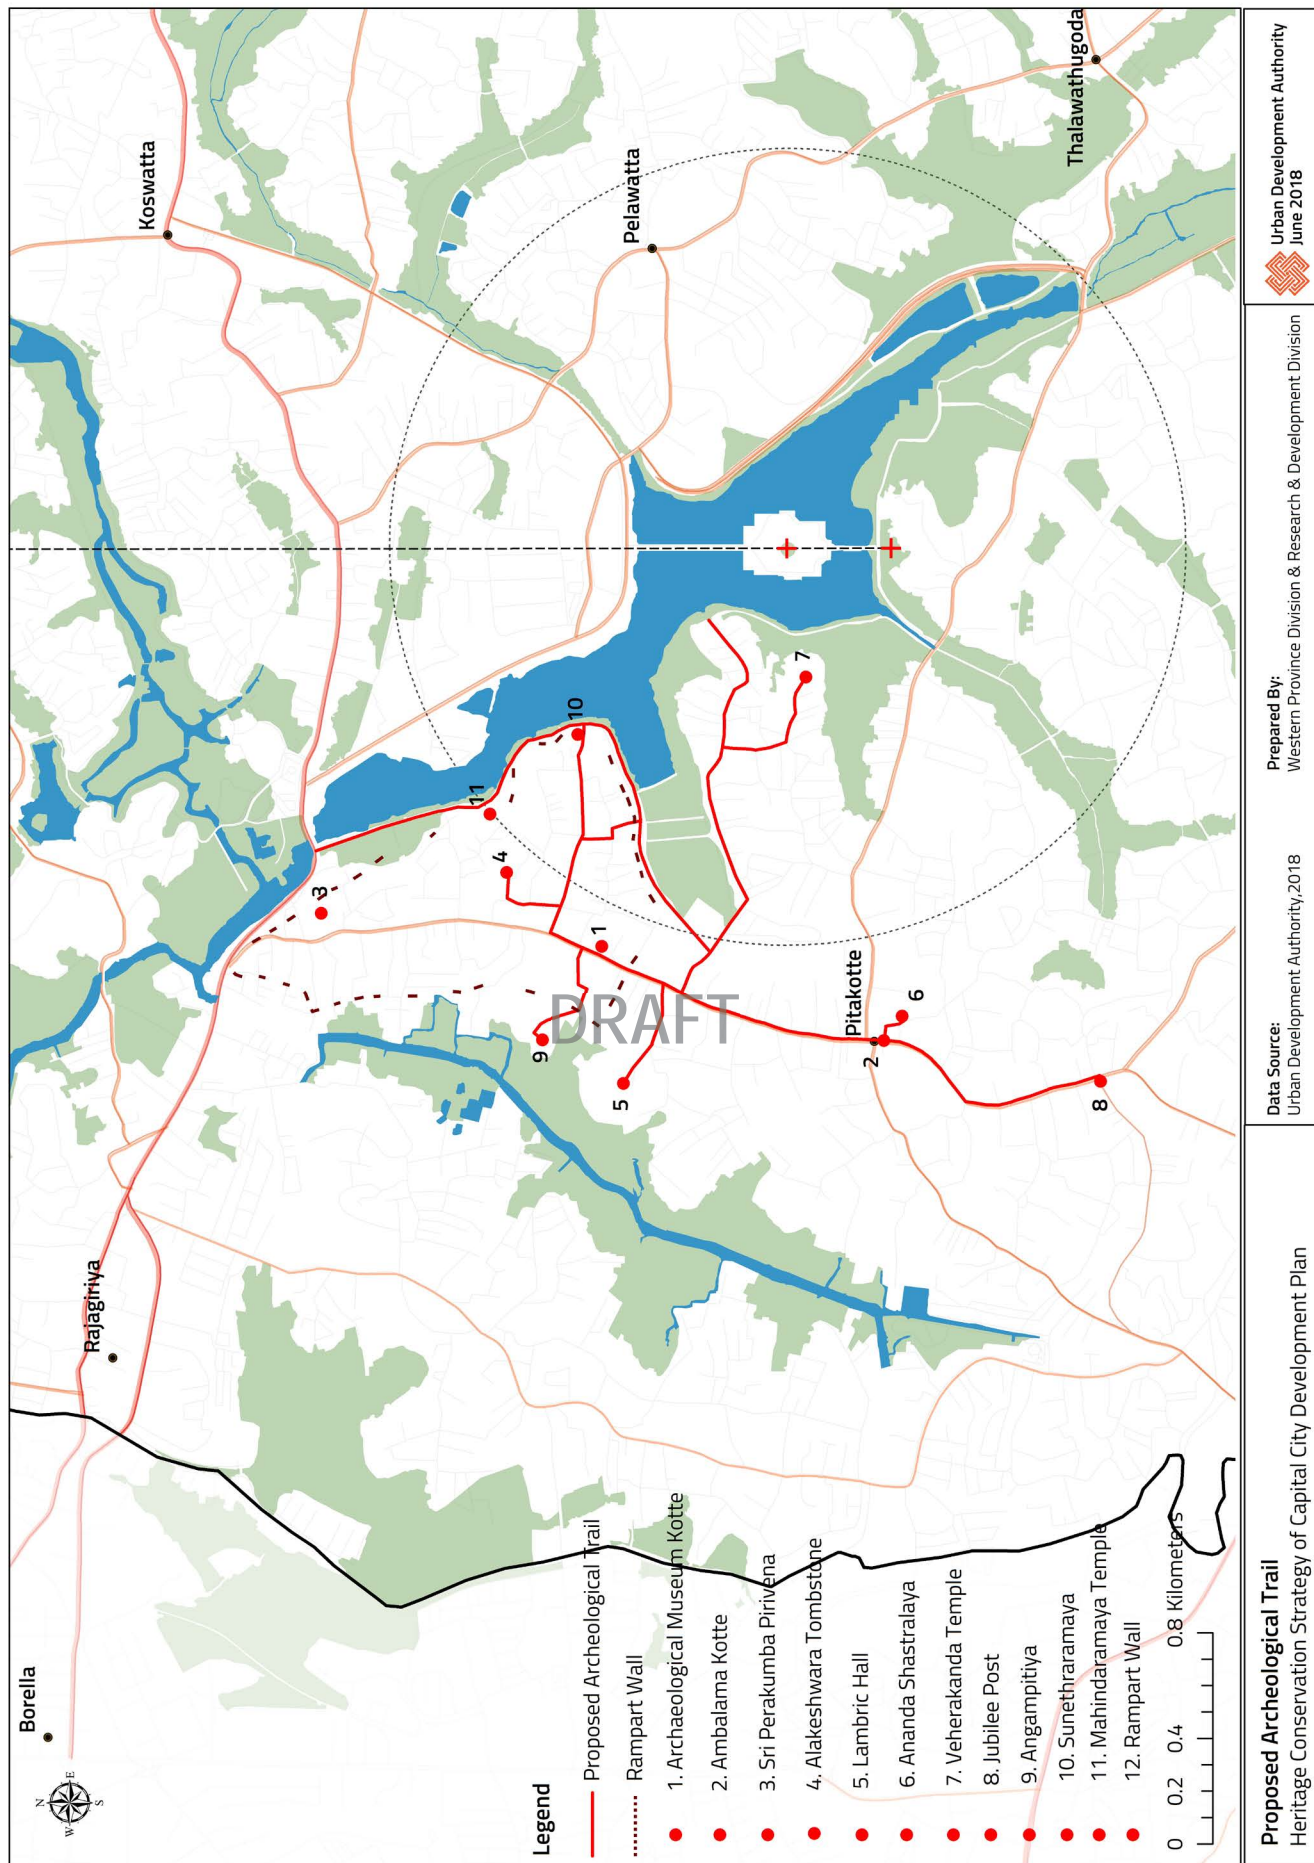 Borella
Rajagiriya
Koswatta
Pelawatta
Thalawathugoda
Pitakotte
1
2
3
4
5
6
7
8
9
10
11
DRAFT
N
W
E
S
Legend
Proposed Archeological Trail
Rampart Wall
1. Archaeological Museum Kotte
2. Ambalama Kotte
3. Sri Perakumba Pirivena
4. Alakeshwara Tombstone
5. Lambric Hall
6. Ananda Shastralaya
7. Veherakanda Temple
8. Jubilee Post
9. Angampitiya
10. Sunethraramaya
11. Mahindaramaya Temple
12. Rampart Wall
0 0.2 0.4 0.8 Kilometers
Proposed Archeological Trail
Heritage Conservation Strategy of Capital City Development Plan
Data Source:
Urban Development Authority,2018
Prepared By:
Western Province Division & Research & Development Division
Urban Development Authority
June 2018